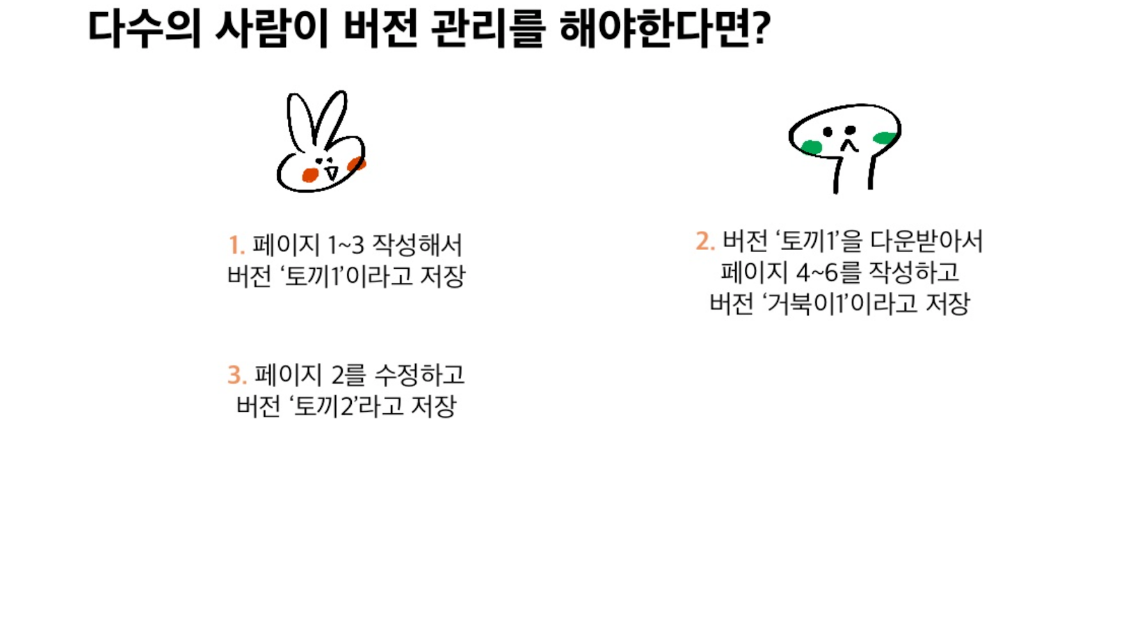 다수의 사람이 버전 관리를 해야한다면?
1. 페이지 1~3 작성해서
버전 ‘토끼1’이라고 저장
2. 버전 ‘토끼1’을 다운받아서
페이지 4~6를 작성하고
버전 ‘거북이1’이라고 저장
3. 페이지 2를 수정하고
버전 ‘토끼2’라고 저장